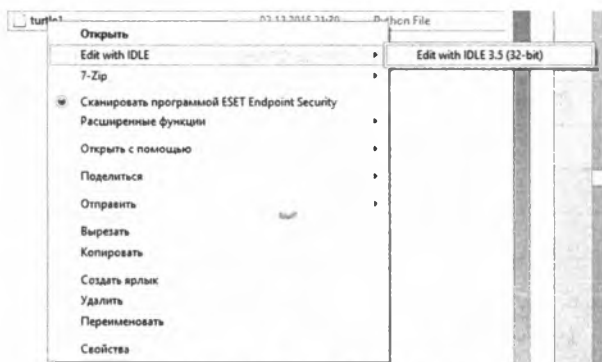 turtle1 Python File
Открыть
Edit with IDLE
Edit with IDLE 3.5 (32-bit)
7-Zip
Сканировать программой ESET Endpoint Security
Расширенные функции
Открыть с помощью
Поделиться
Отправить
Вырезать
Копировать
Создать ярлык
Удалить
Переименовать
Свойства